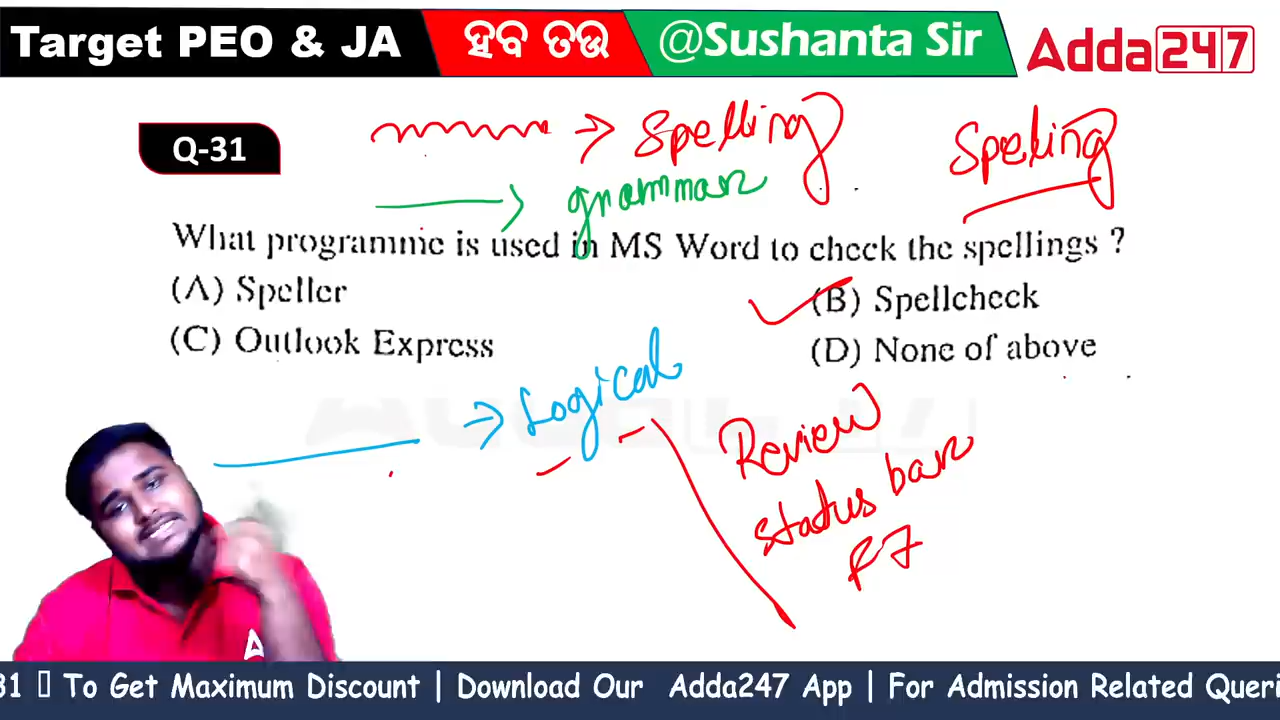 Target PEO & JA ହବ ତଉ @Sushanta Sir Adda247
Q-31
⇒ Spelling
Spelling
→ grammar
What programme is used in MS Word to check the spellings ?
(A) Speller
(B) Spellcheck
(C) Outlook Express
(D) None of above
⇒ Logical
Review
status bar
F7
31 ▯ To Get Maximum Discount | Download Our Adda247 App | For Admission Related Queri